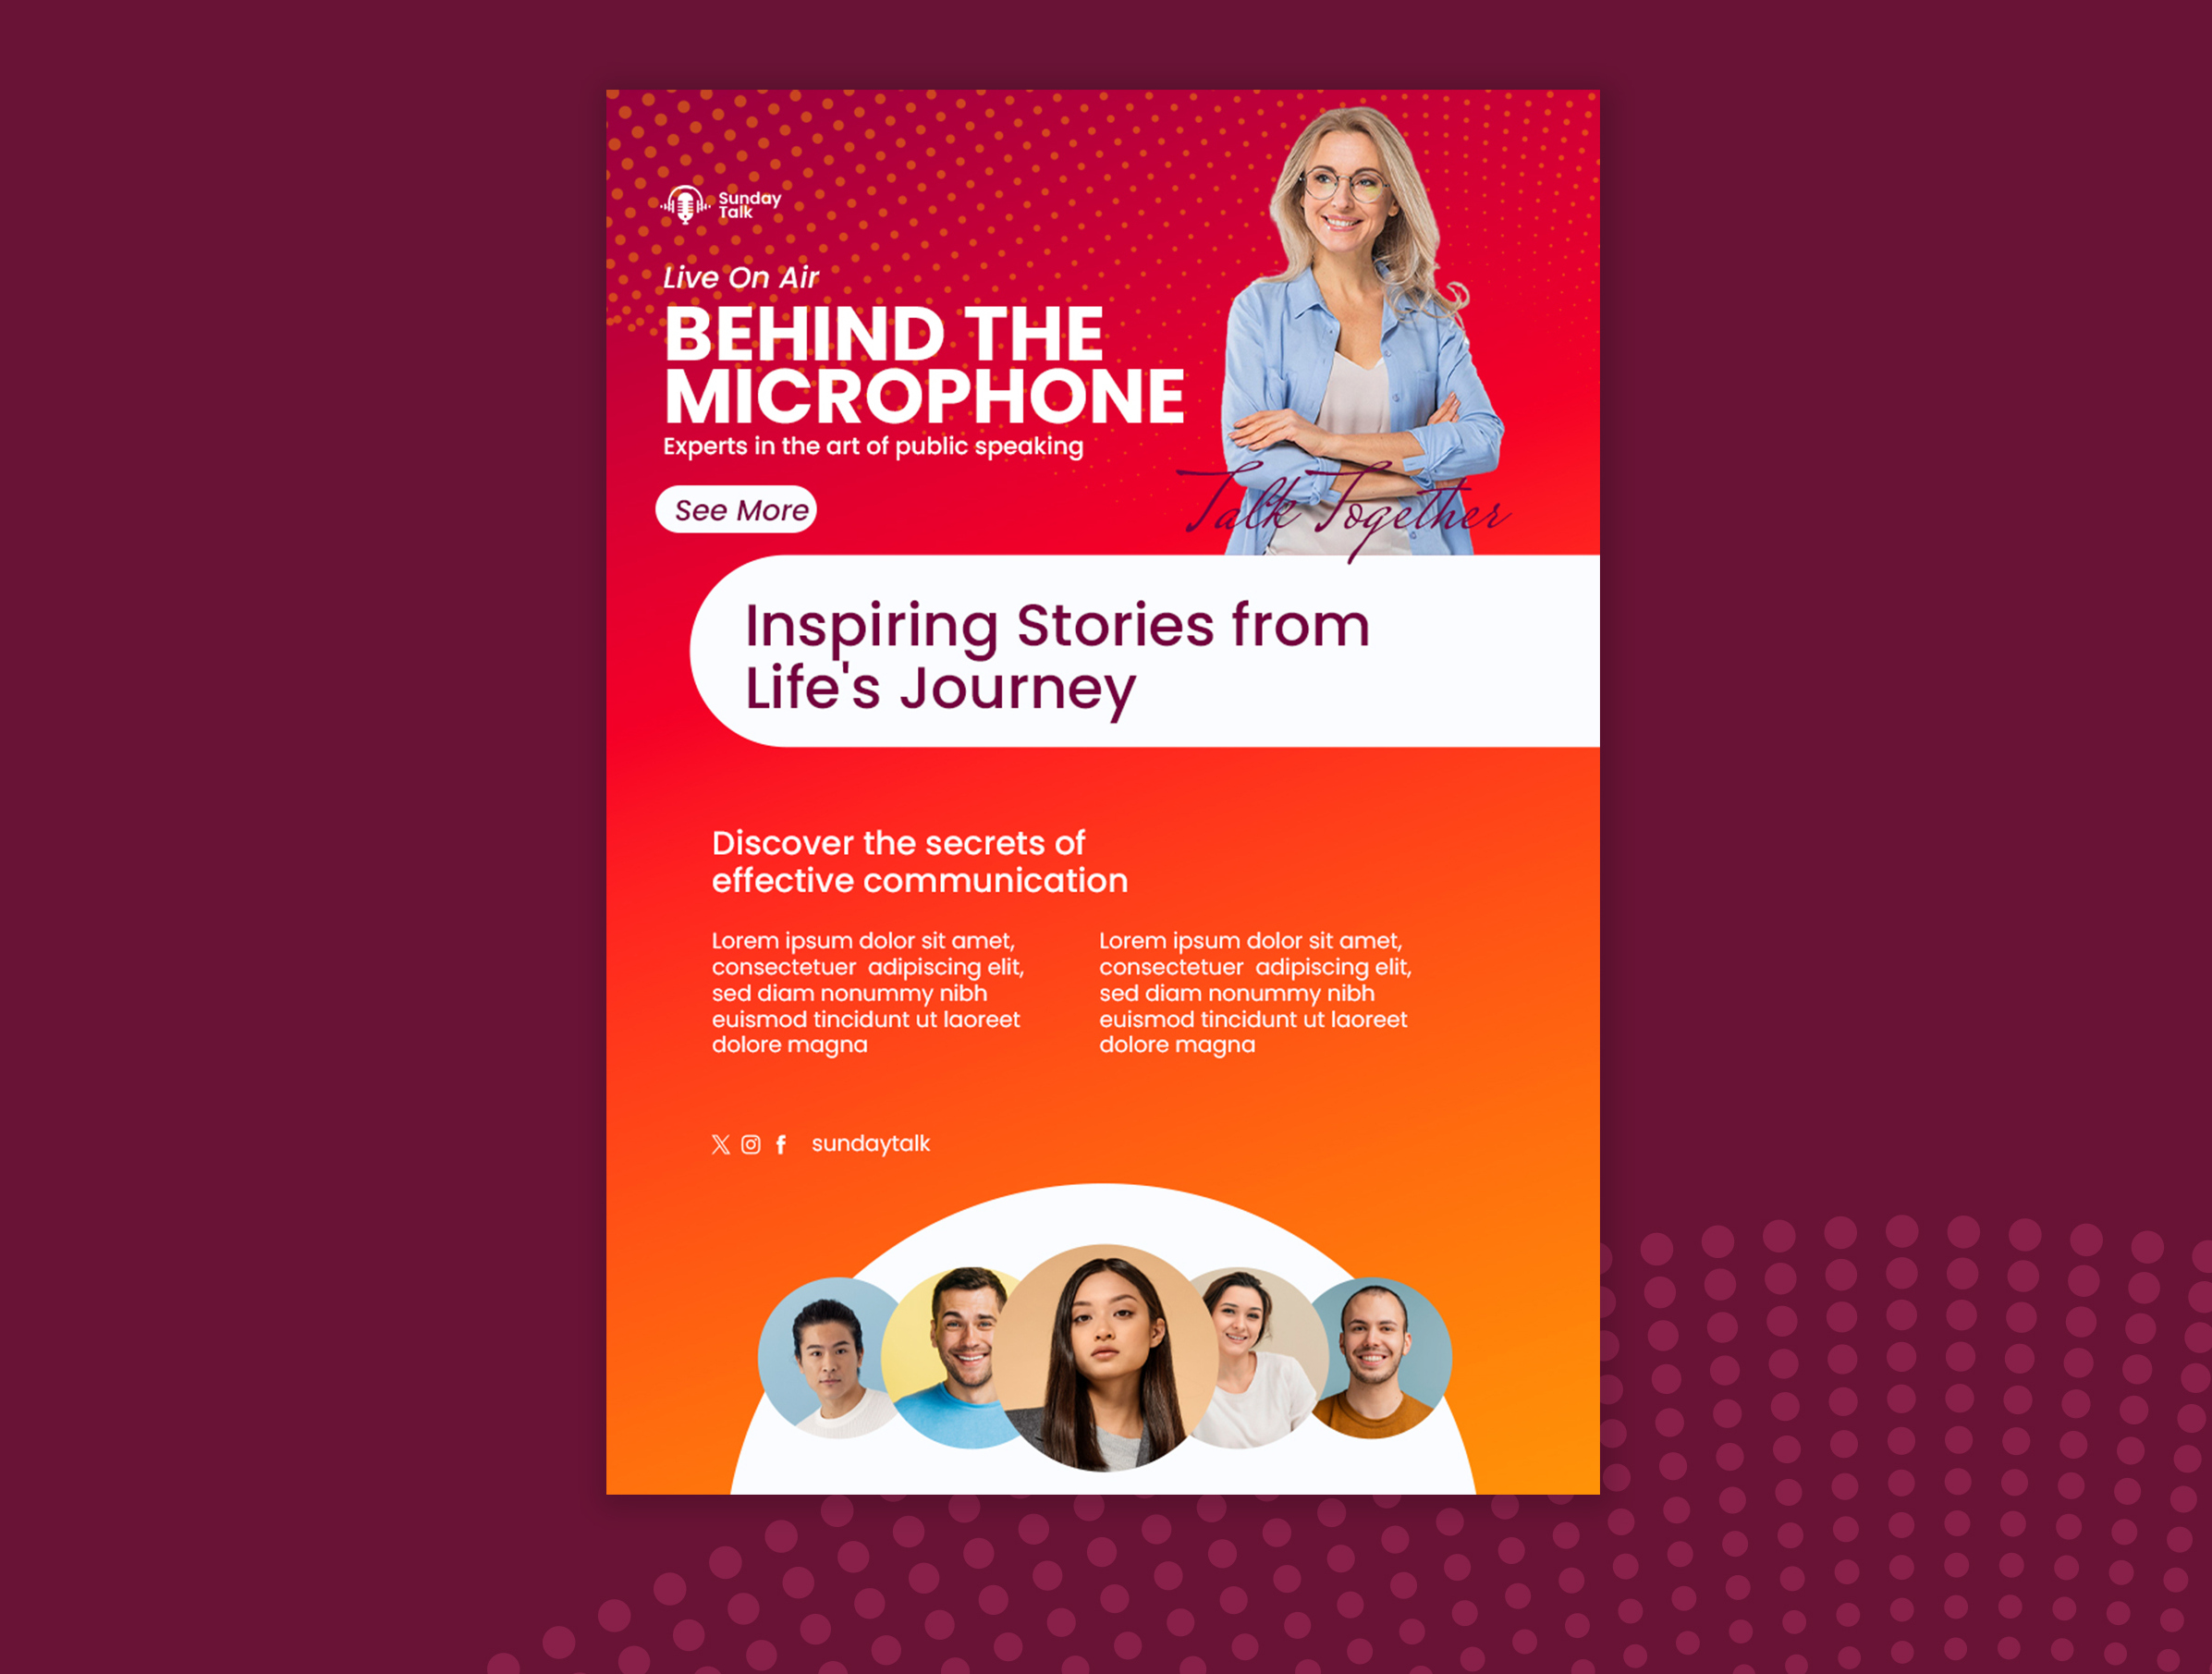 Sunday
Talk
Live On Air
BEHIND THE
MICROPHONE
Experts in the art of public speaking
See More
Talk Together
Inspiring Stories from
Life's Journey
Discover the secrets of
effective communication
Lorem ipsum dolor sit amet,
consectetuer  adipiscing elit,
sed diam nonummy nibh
euismod tincidunt ut laoreet
dolore magna
Lorem ipsum dolor sit amet,
consectetuer  adipiscing elit,
sed diam nonummy nibh
euismod tincidunt ut laoreet
dolore magna
sundaytalk